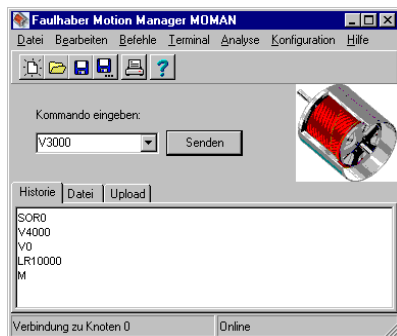 Faulhaber Motion Manager MOMAN
Datei Bearbeiten Befehle Terminal Analyse Konfiguration Hilfe
Kommando eingeben:
V3000
Senden
Historie Datei Upload
SOR0
V4000
V0
LR10000
M
Verbindung zu Knoten 0 Online